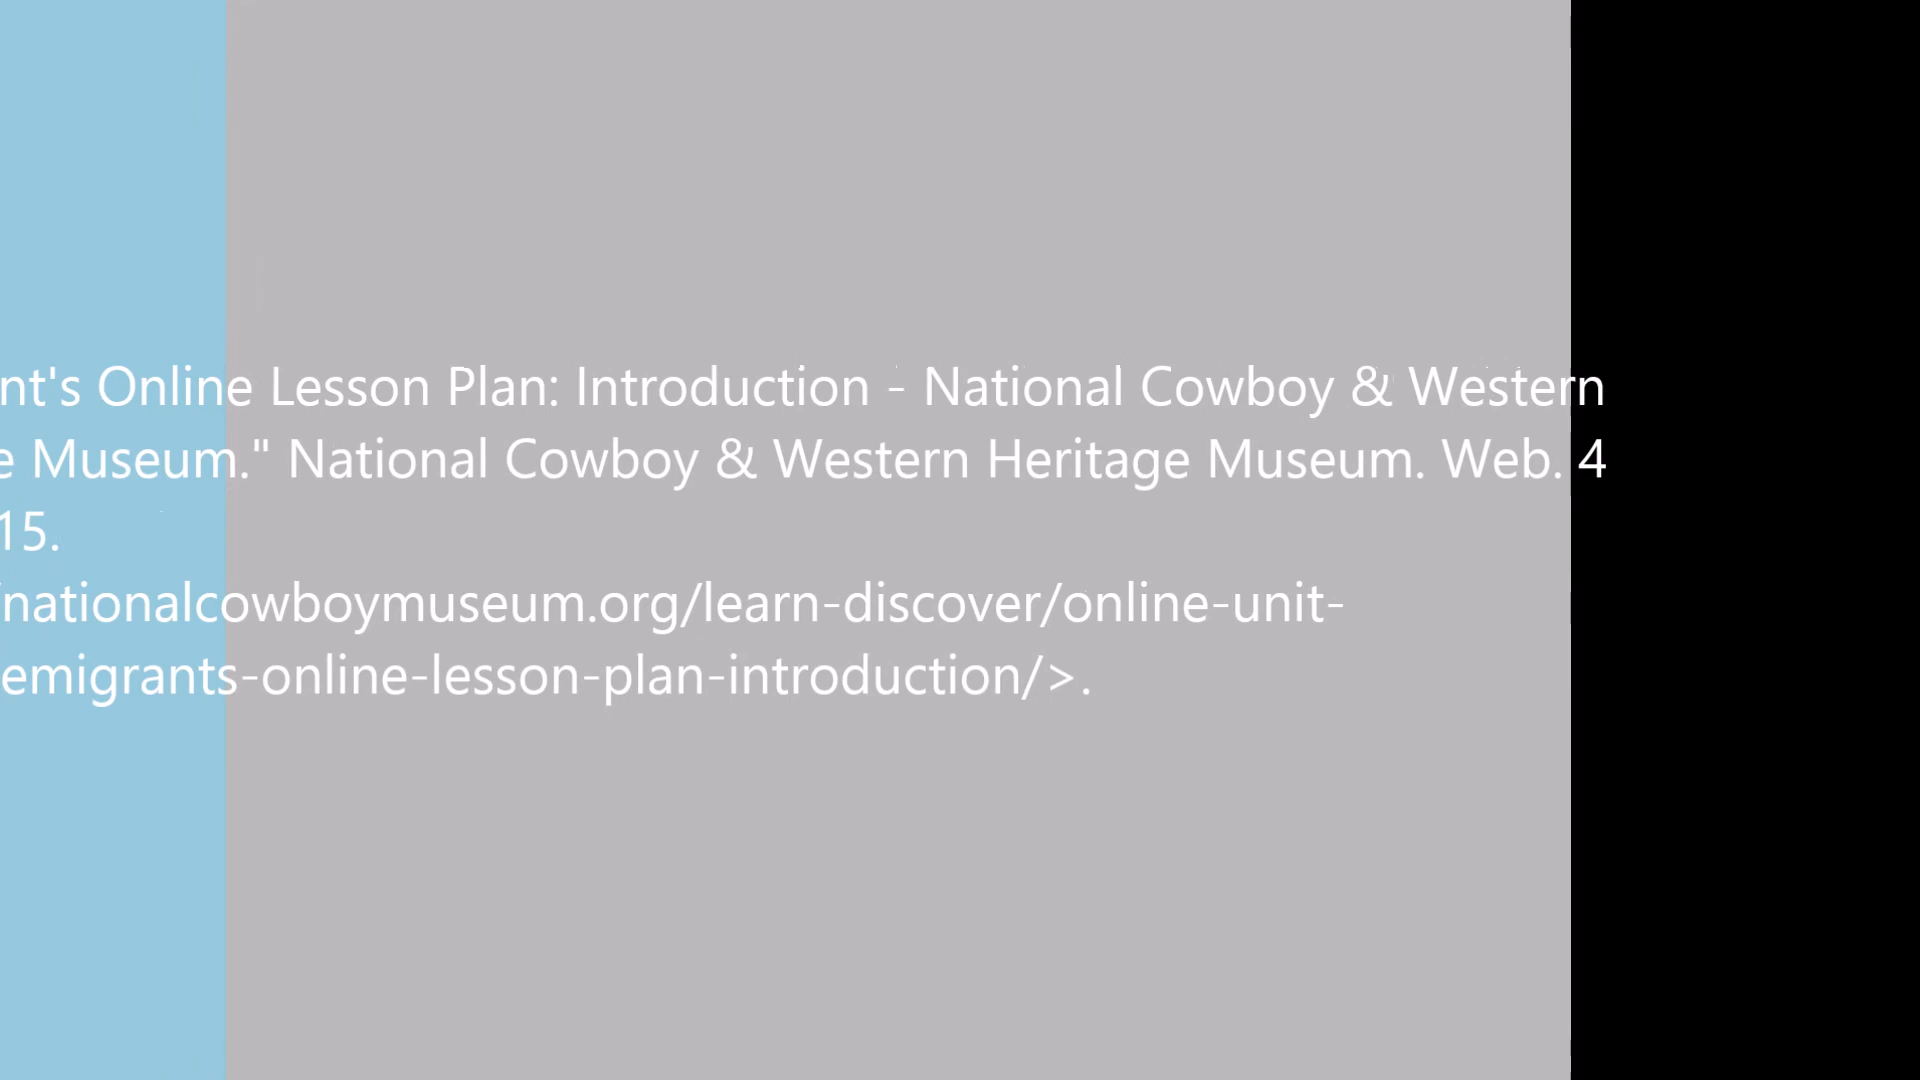 nt's Online Lesson Plan: Introduction - National Cowboy & Western
e Museum." National Cowboy & Western Heritage Museum. Web. 4
15.
/nationalcowboymuseum.org/learn-discover/online-unit-
emigrants-online-lesson-plan-introduction/>.